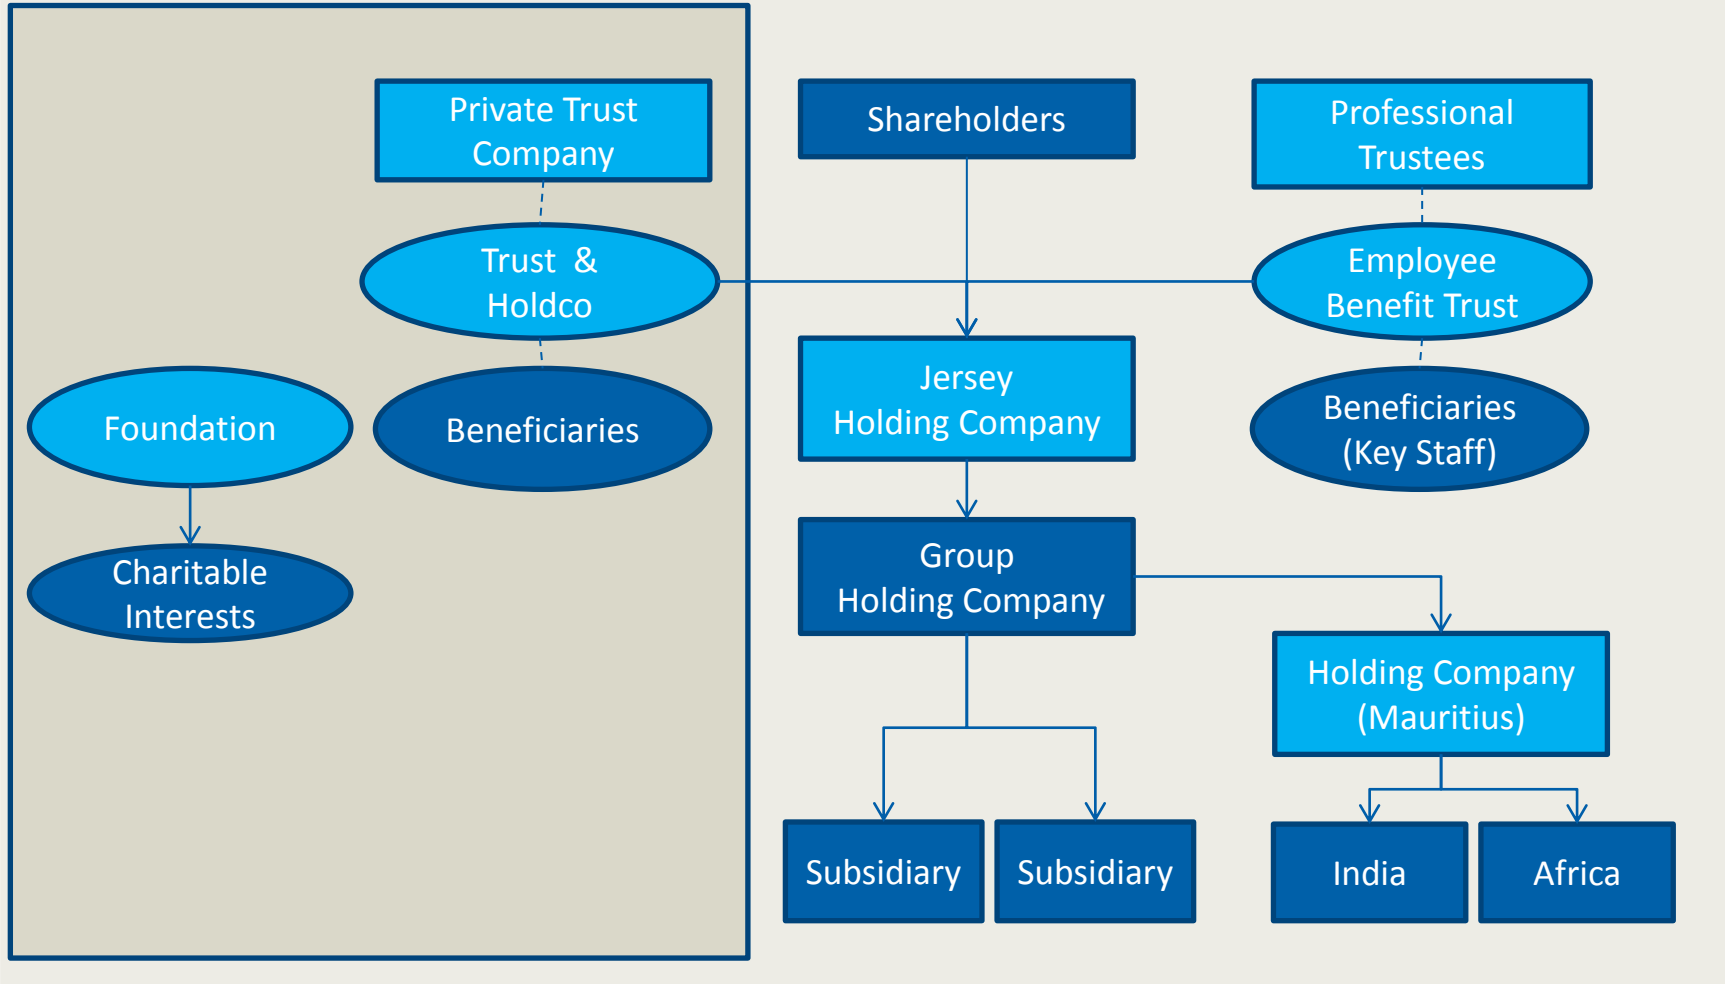 Private Trust
Company
Shareholders
Professional
Trustees
Trust &
Holdco
Employee
Benefit Trust
Foundation
Beneficiaries
Jersey
Holding Company
Beneficiaries
(Key Staff)
Charitable
Interests
Group
Holding Company
Holding Company
(Mauritius)
Subsidiary
Subsidiary
India
Africa